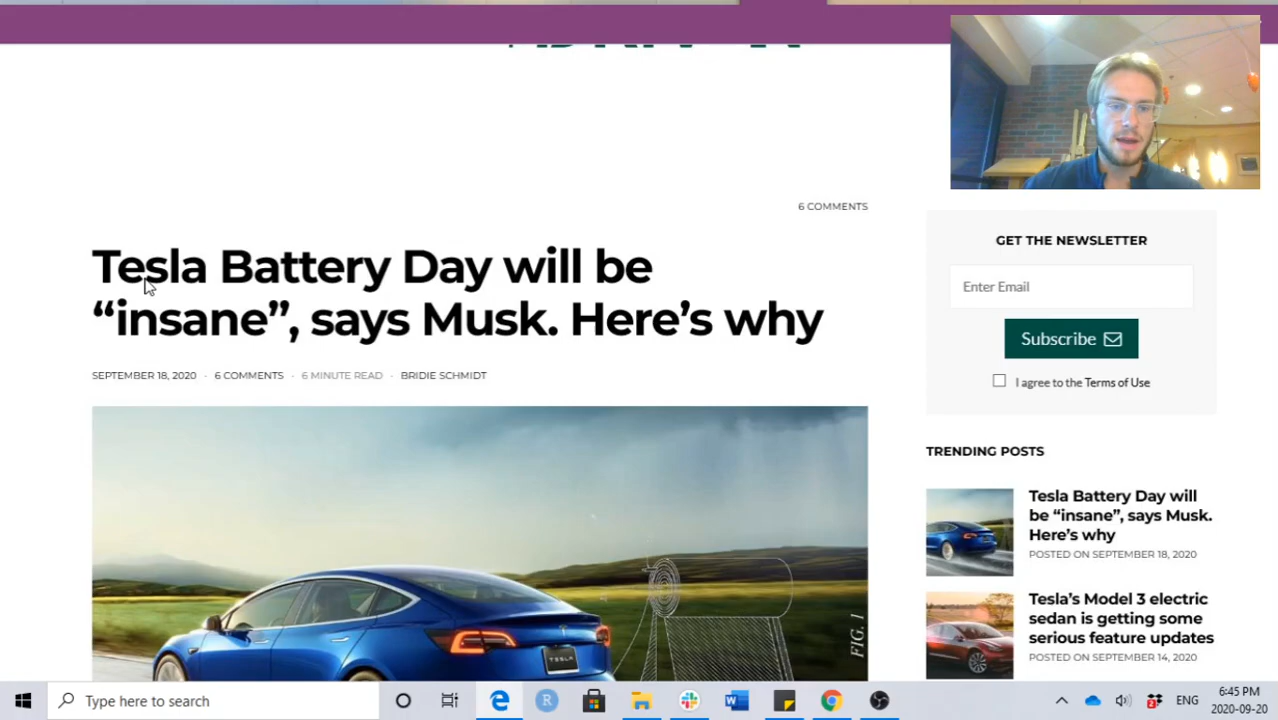 6 COMMENTS
Tesla Battery Day will be
“insane”, says Musk. Here’s why
SEPTEMBER 18, 2020 · 6 COMMENTS · 6 MINUTE READ · BRIDIE SCHMIDT
FIG. 1
TESLA
GET THE NEWSLETTER
Enter Email
Subscribe
I agree to the Terms of Use
TRENDING POSTS
Tesla Battery Day will
be “insane”, says Musk.
Here’s why
POSTED ON SEPTEMBER 18, 2020
Tesla’s Model 3 electric
sedan is getting some
serious feature updates
POSTED ON SEPTEMBER 14, 2020
Type here to search
ENG
6:45 PM
2020-09-20